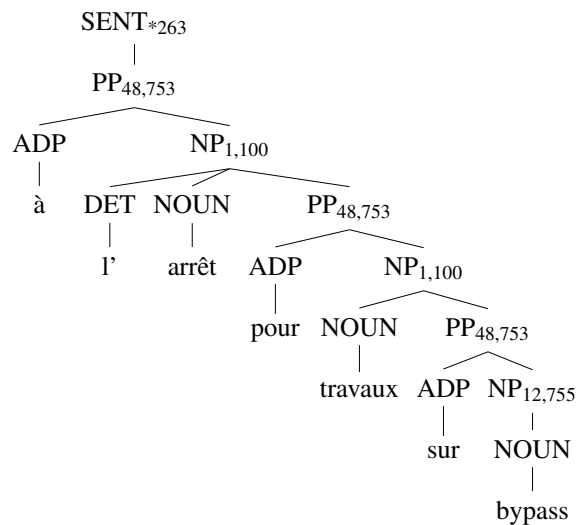 SENT*263
PP48,753
ADP NP1,100
à DET NOUN PP48,753
l' arrêt ADP NP1,100
pour NOUN PP48,753
travaux ADP NP12,755
sur NOUN
bypass